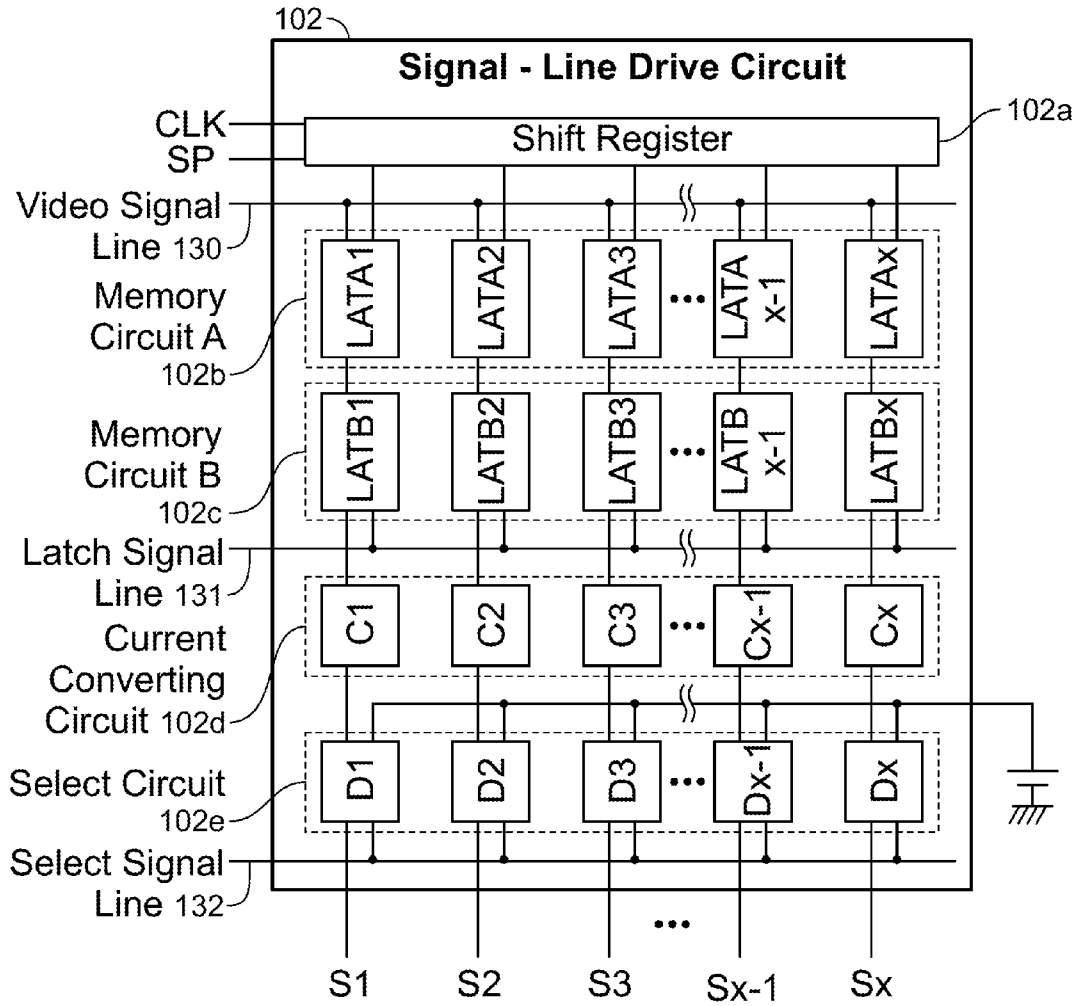 102
Signal - Line Drive Circuit
102a
CLK
SP
Shift Register
Video Signal
Line 130
Memory
Circuit A
102b
LATA1
LATA2
LATA3
...
LATA
x-1
LATAx
Memory
Circuit B
102c
LATB1
LATB2
LATB3
...
LATB
x-1
LATBx
Latch Signal
Line 131
Current
Converting
Circuit 102d
C1
C2
C3
...
Cx-1
Cx
Select Circuit
102e
D1
D2
D3
...
Dx-1
Dx
Select Signal
Line 132
...
S1 S2 S3 Sx-1 Sx